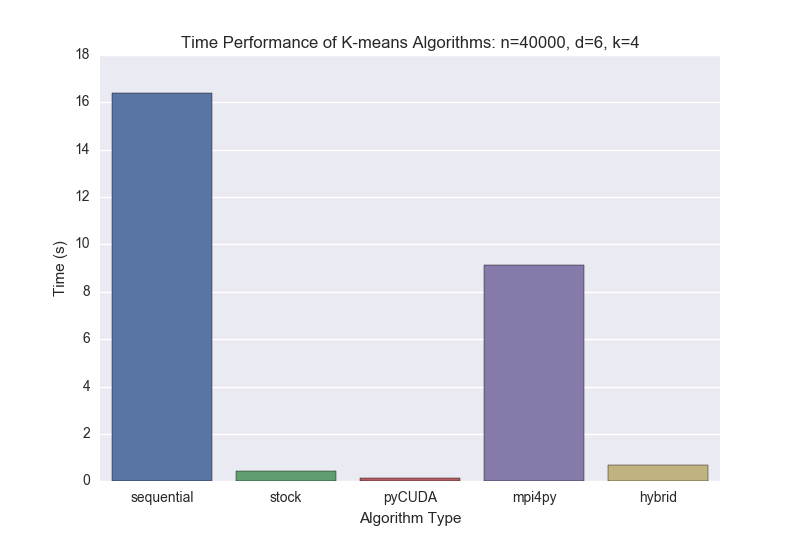 Time Performance of K-means Algorithms: n=40000, d=6, k=4
18
16
14
12
10
8
6
4
2
0
Time (s)
sequential stock pyCUDA mpi4py hybrid
Algorithm Type